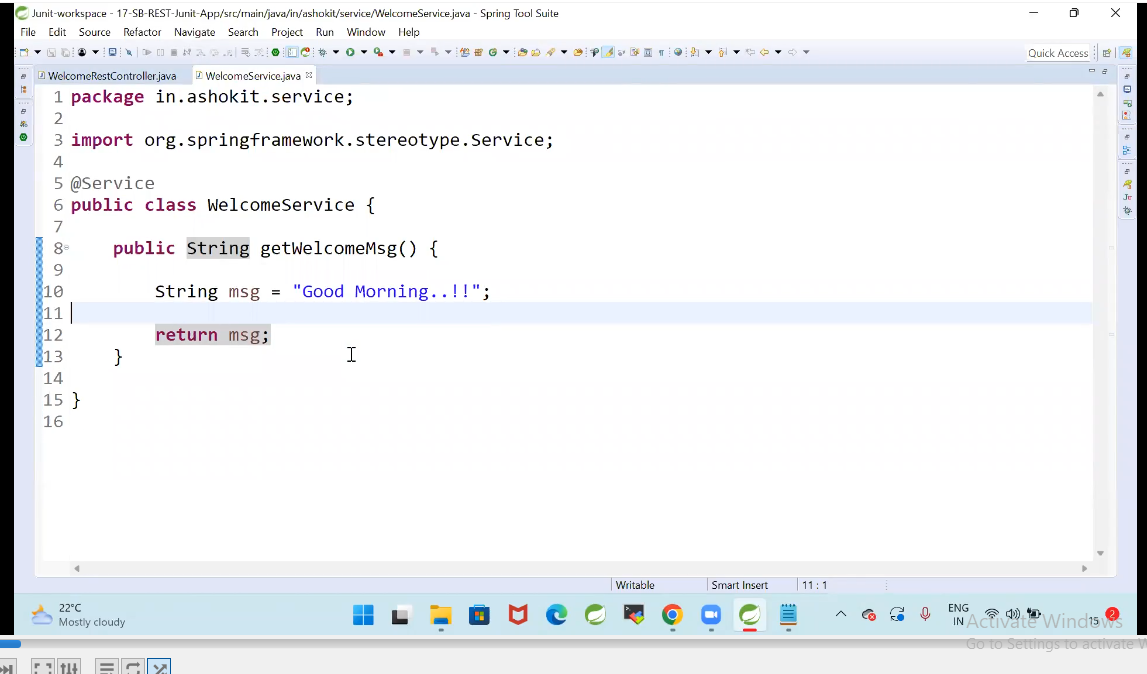 Junit-workspace - 17-SB-REST-Junit-App/src/main/java/in/ashokit/service/WelcomeService.java - Spring Tool Suite
File Edit Source Refactor Navigate Search Project Run Window Help
Quick Access
WelcomeRestController.java WelcomeService.java
1 package in.ashokit.service;
2
3 import org.springframework.stereotype.Service;
4
5 @Service
6 public class WelcomeService {
7
8 public String getWelcomeMsg() {
9
10 String msg = "Good Morning..!!";
11
12 return msg;
13 }
14
15 }
16
Writable Smart Insert 11 : 1
22°C
Mostly cloudy
ENG
IN
15
2
Activate Windows
Go to Settings to activate W